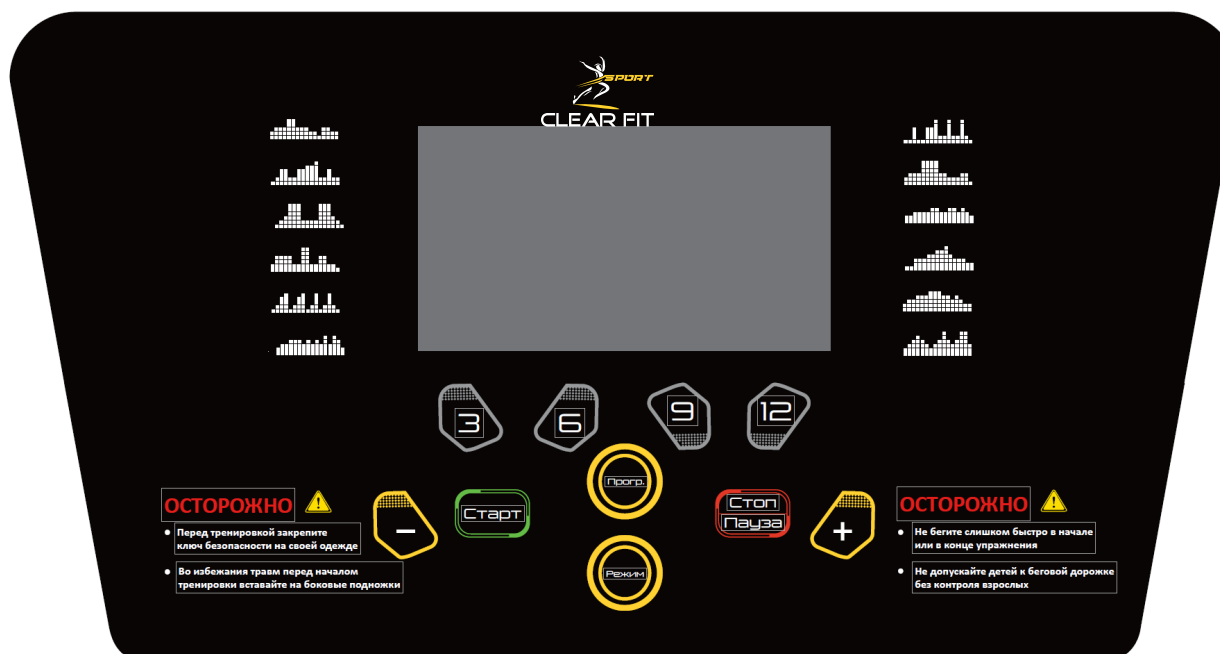 SPORT
CLEAR FIT
3
6
9
12
Прогр.
ОСТОРОЖНО
Перед тренировкой закрепите
ключ безопасности на своей одежде
Во избежания травм перед началом
тренировки вставайте на боковые подножки
−
Старт
Режим
Стоп
Пауза
+
ОСТОРОЖНО
Не бегите слишком быстро в начале
или в конце упражнения
Не допускайте детей к беговой дорожке
без контроля взрослых